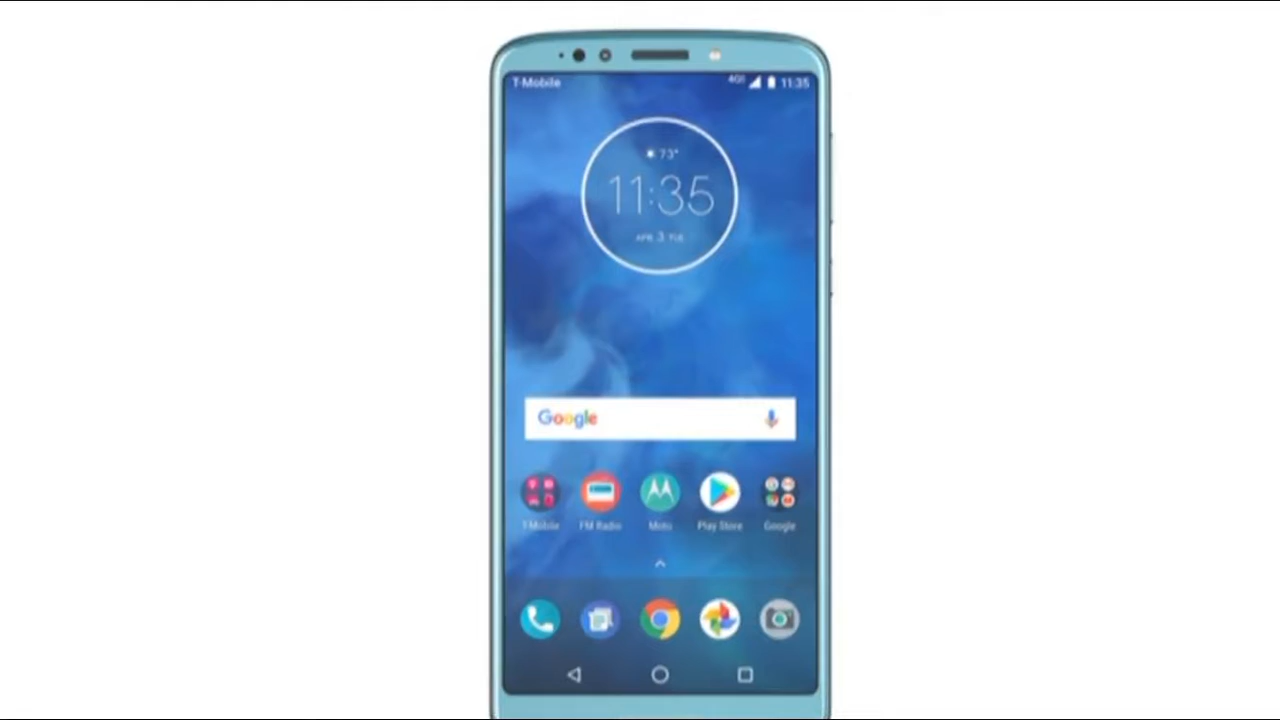 T-Mobile 4G 11:35
73°
11:35
APR 3 TUE
Google
T-Mobile FM Radio Moto Play Store Google